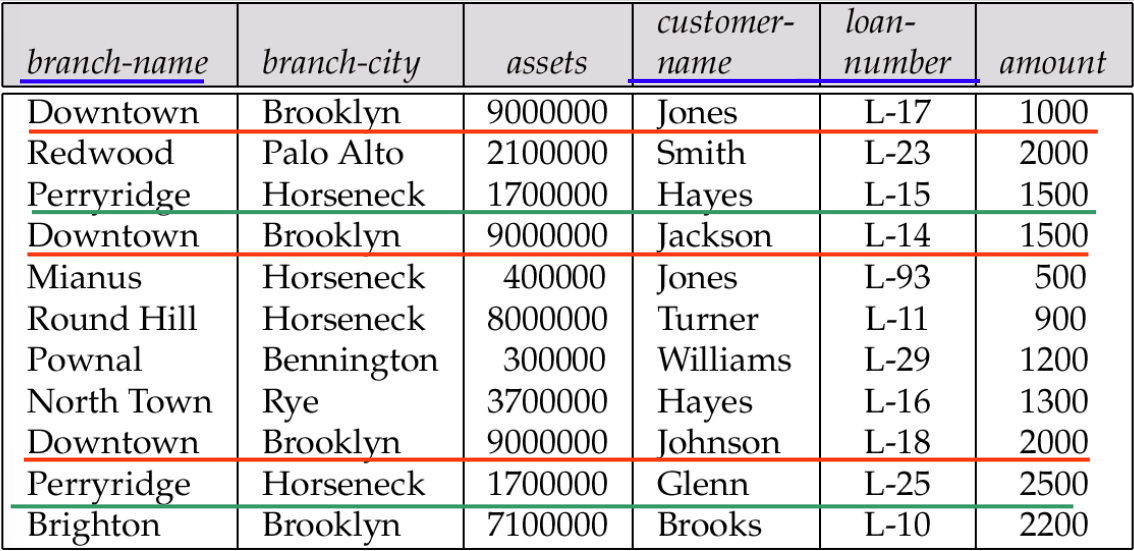 branch-name branch-city assets customer-name loan-number amount
Downtown Brooklyn 9000000 Jones L-17 1000
Redwood Palo Alto 2100000 Smith L-23 2000
Perryridge Horseneck 1700000 Hayes L-15 1500
Downtown Brooklyn 9000000 Jackson L-14 1500
Mianus Horseneck 400000 Jones L-93 500
Round Hill Horseneck 8000000 Turner L-11 900
Pownal Bennington 300000 Williams L-29 1200
North Town Rye 3700000 Hayes L-16 1300
Downtown Brooklyn 9000000 Johnson L-18 2000
Perryridge Horseneck 1700000 Glenn L-25 2500
Brighton Brooklyn 7100000 Brooks L-10 2200